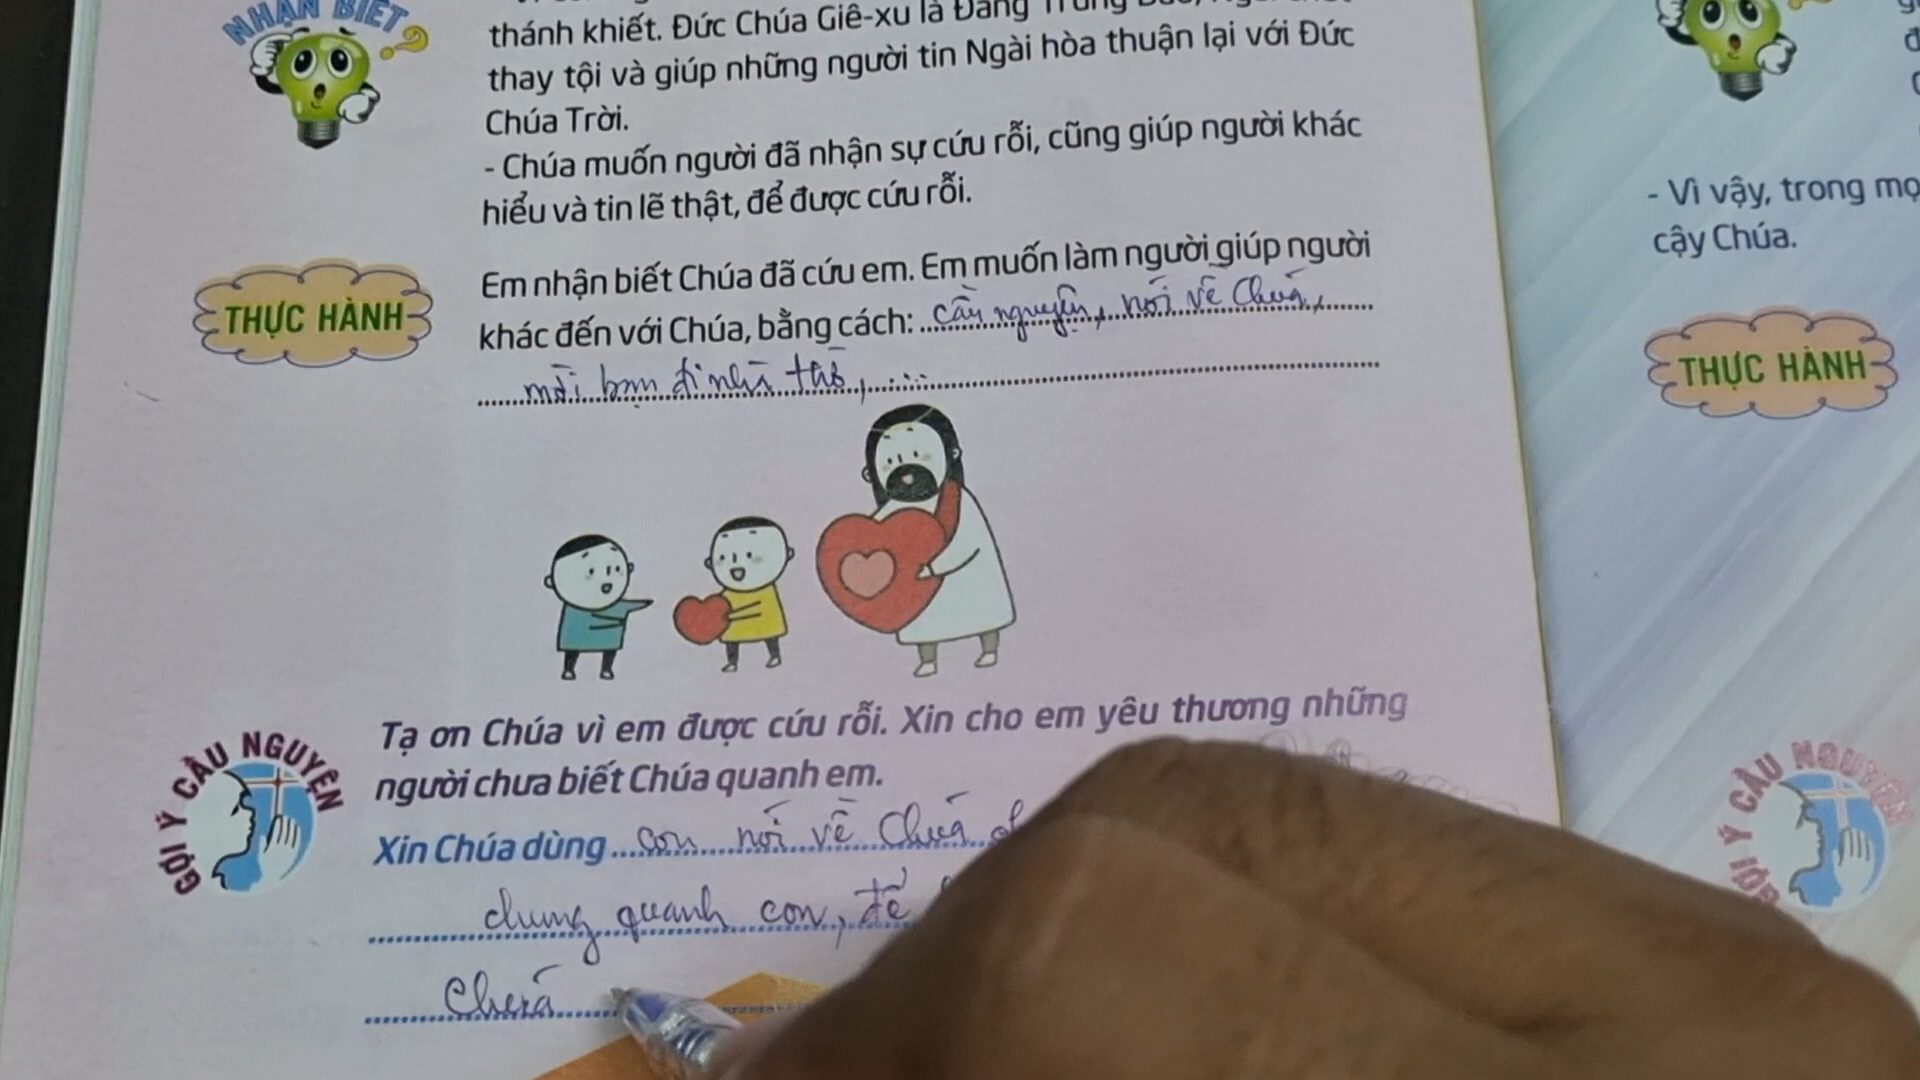 NHẬN BIẾT
thánh khiết. Đức Chúa Giê-xu là Đấng Trung
thay tội và giúp những người tin Ngài hòa thuận lại với Đức
Chúa Trời.
- Chúa muốn người đã nhận sự cứu rỗi, cũng giúp người khác
hiểu và tin lẽ thật, để được cứu rỗi.
THỰC HÀNH
Em nhận biết Chúa đã cứu em. Em muốn làm người giúp người
khác đến với Chúa, bằng cách: cầu nguyện, nói về Chúa,
mời bạn đi nhà thờ, ...
GỢI Ý CẦU NGUYỆN
Tạ ơn Chúa vì em được cứu rỗi. Xin cho em yêu thương những
người chưa biết Chúa quanh em.
Xin Chúa dùng con nói về Chúa
chung quanh con, để
Chúa
- Vì vậy, trong
cậy Chúa.
THỰC HÀNH
GỢI Ý CẦU NGUYỆN